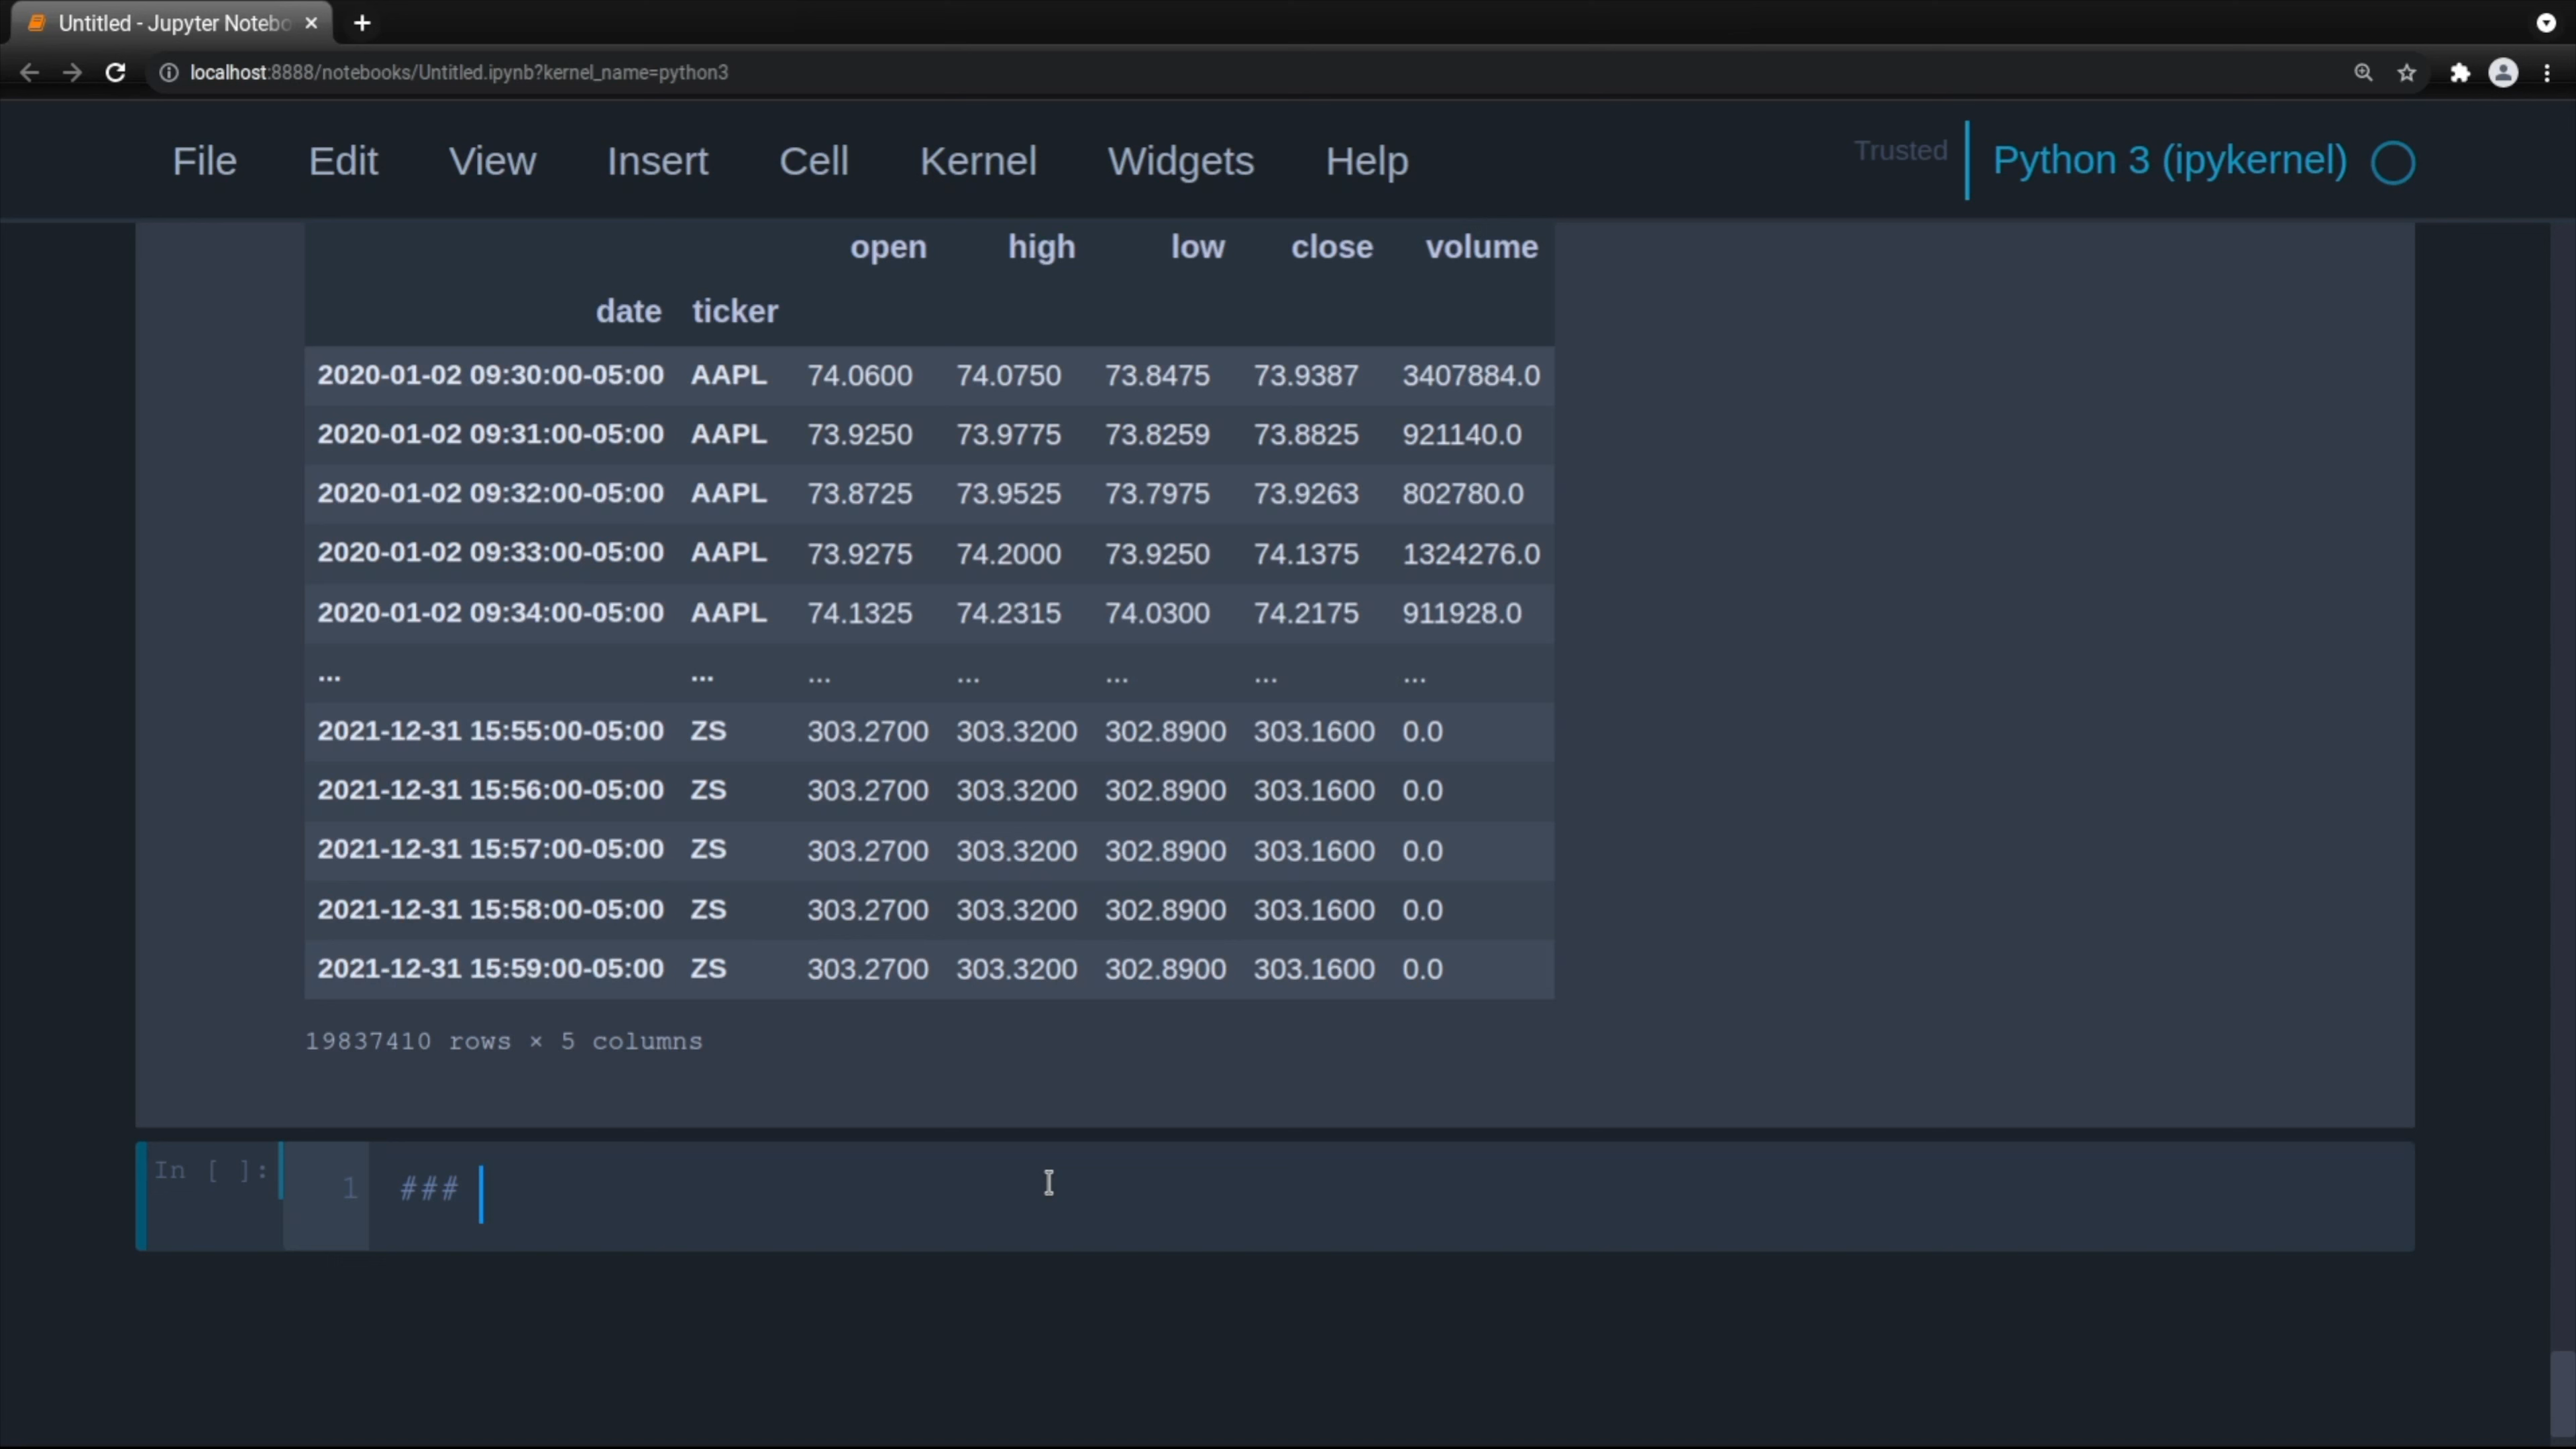 Untitled - Jupyter Notebo
localhost:8888/notebooks/Untitled.ipynb?kernel_name=python3
File Edit View Insert Cell Kernel Widgets Help Trusted Python 3 (ipykernel)
open high low close volume
date ticker
2020-01-02 09:30:00-05:00 AAPL 74.0600 74.0750 73.8475 73.9387 3407884.0
2020-01-02 09:31:00-05:00 AAPL 73.9250 73.9775 73.8259 73.8825 921140.0
2020-01-02 09:32:00-05:00 AAPL 73.8725 73.9525 73.7975 73.9263 802780.0
2020-01-02 09:33:00-05:00 AAPL 73.9275 74.2000 73.9250 74.1375 1324276.0
2020-01-02 09:34:00-05:00 AAPL 74.1325 74.2315 74.0300 74.2175 911928.0
... ... ... ... ... ... ...
2021-12-31 15:55:00-05:00 ZS 303.2700 303.3200 302.8900 303.1600 0.0
2021-12-31 15:56:00-05:00 ZS 303.2700 303.3200 302.8900 303.1600 0.0
2021-12-31 15:57:00-05:00 ZS 303.2700 303.3200 302.8900 303.1600 0.0
2021-12-31 15:58:00-05:00 ZS 303.2700 303.3200 302.8900 303.1600 0.0
2021-12-31 15:59:00-05:00 ZS 303.2700 303.3200 302.8900 303.1600 0.0
19837410 rows × 5 columns
In [ ]: 1 ###